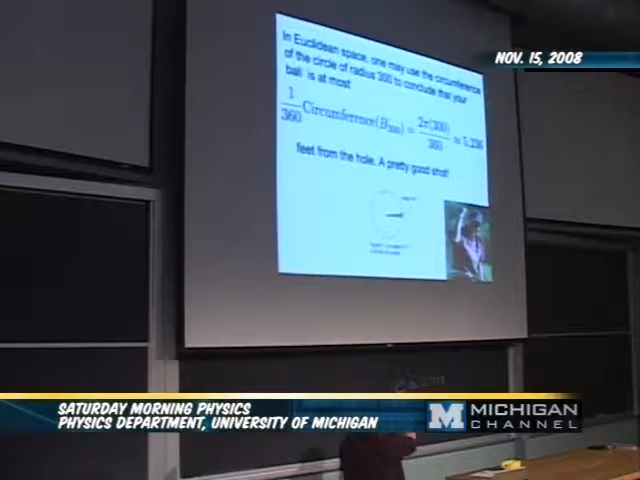 In Euclidean space, one may use the circumference
of the circle of radius 300 to conclude that your
ball is at most
1/360 Circumference(B₃₀₀) = 2π(300)/360 ≈ 5.236
feet from the hole. A pretty good shot!
NOV. 15, 2008
SATURDAY MORNING PHYSICS
PHYSICS DEPARTMENT, UNIVERSITY OF MICHIGAN
M MICHIGAN
CHANNEL